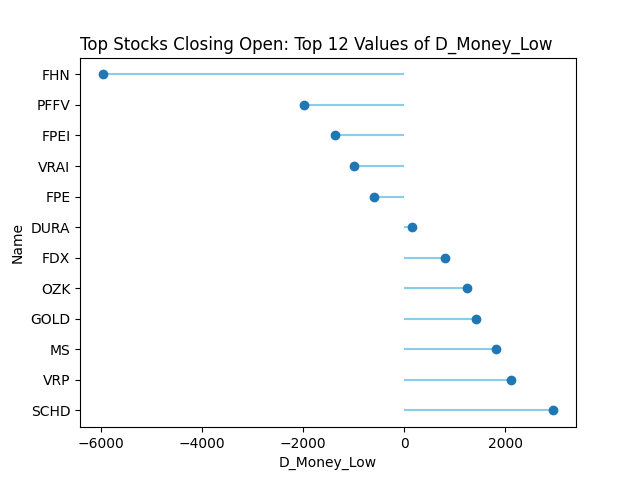 Top Stocks Closing Open: Top 12 Values of D_Money_Low
FHN
PFFV
FPEI
VRAI
FPE
DURA
FDX
OZK
GOLD
MS
VRP
SCHD
Name
−6000 −4000 −2000 0 2000
D_Money_Low